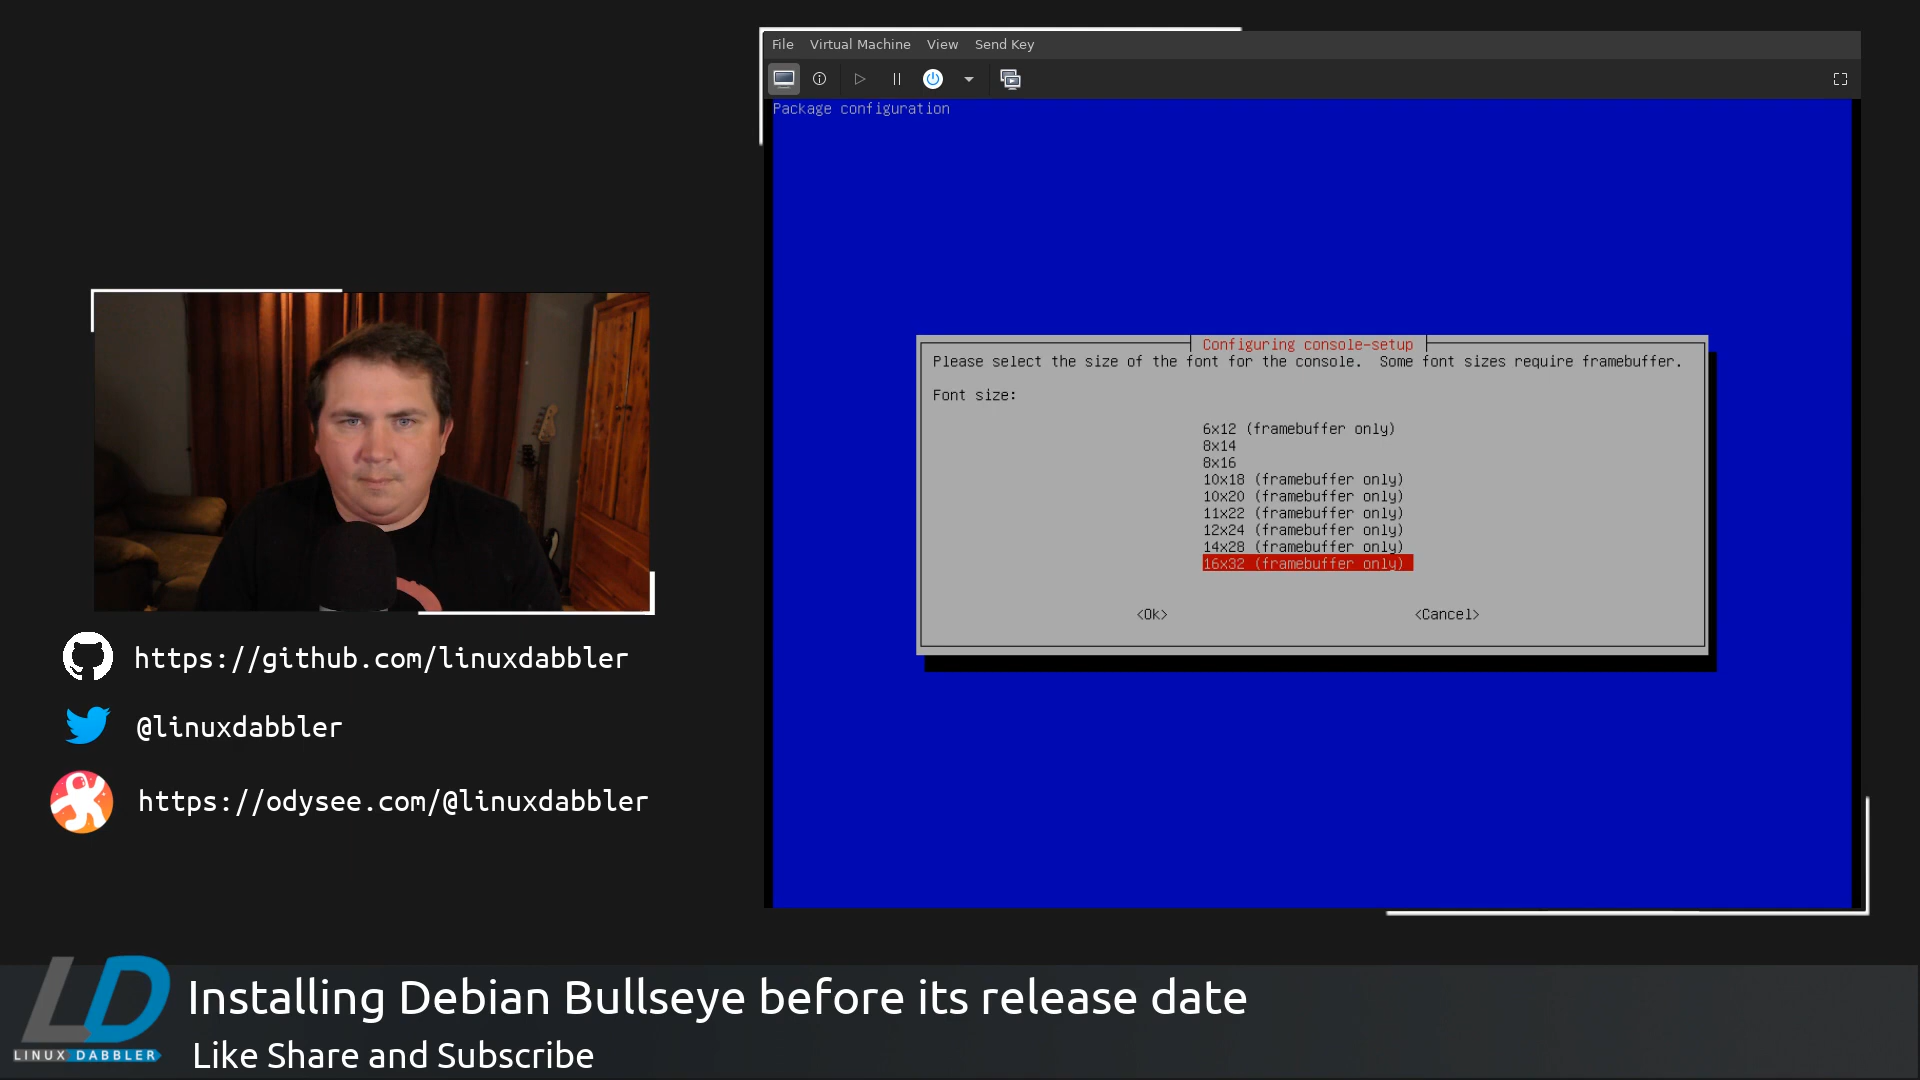 File Virtual Machine View Send Key
Package configuration
Configuring console-setup
Please select the size of the font for the console.  Some font sizes require framebuffer.
Font size:
6x12 (framebuffer only)
8x14
8x16
10x18 (framebuffer only)
10x20 (framebuffer only)
11x22 (framebuffer only)
12x24 (framebuffer only)
14x28 (framebuffer only)
16x32 (framebuffer only)
<Ok> <Cancel>
https://github.com/linuxdabbler
@linuxdabbler
https://odysee.com/@linuxdabbler
LD
LINUX DABBLER
Installing Debian Bullseye before its release date
Like Share and Subscribe